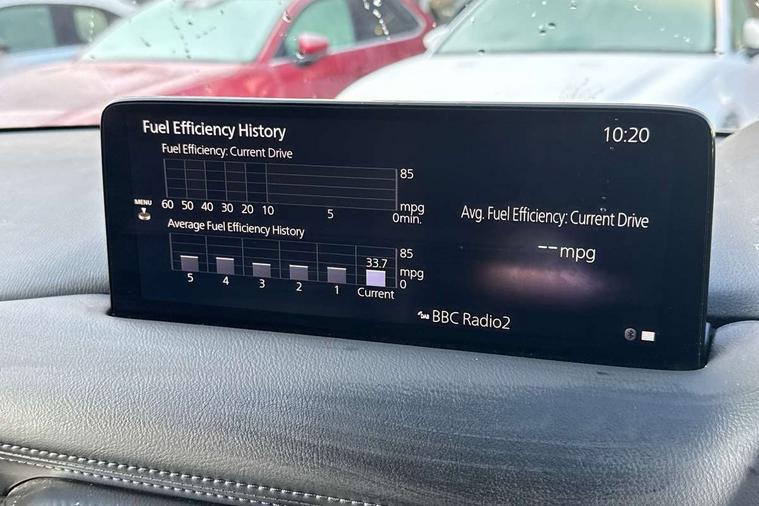 Fuel Efficiency History
10:20
Fuel Efficiency: Current Drive
85
mpg
MENU
60 50 40 30 20 10 5 0min.
Average Fuel Efficiency History
Avg. Fuel Efficiency: Current Drive
--mpg
85
33.7
mpg
0
5 4 3 2 1 Current
DAB BBC Radio2